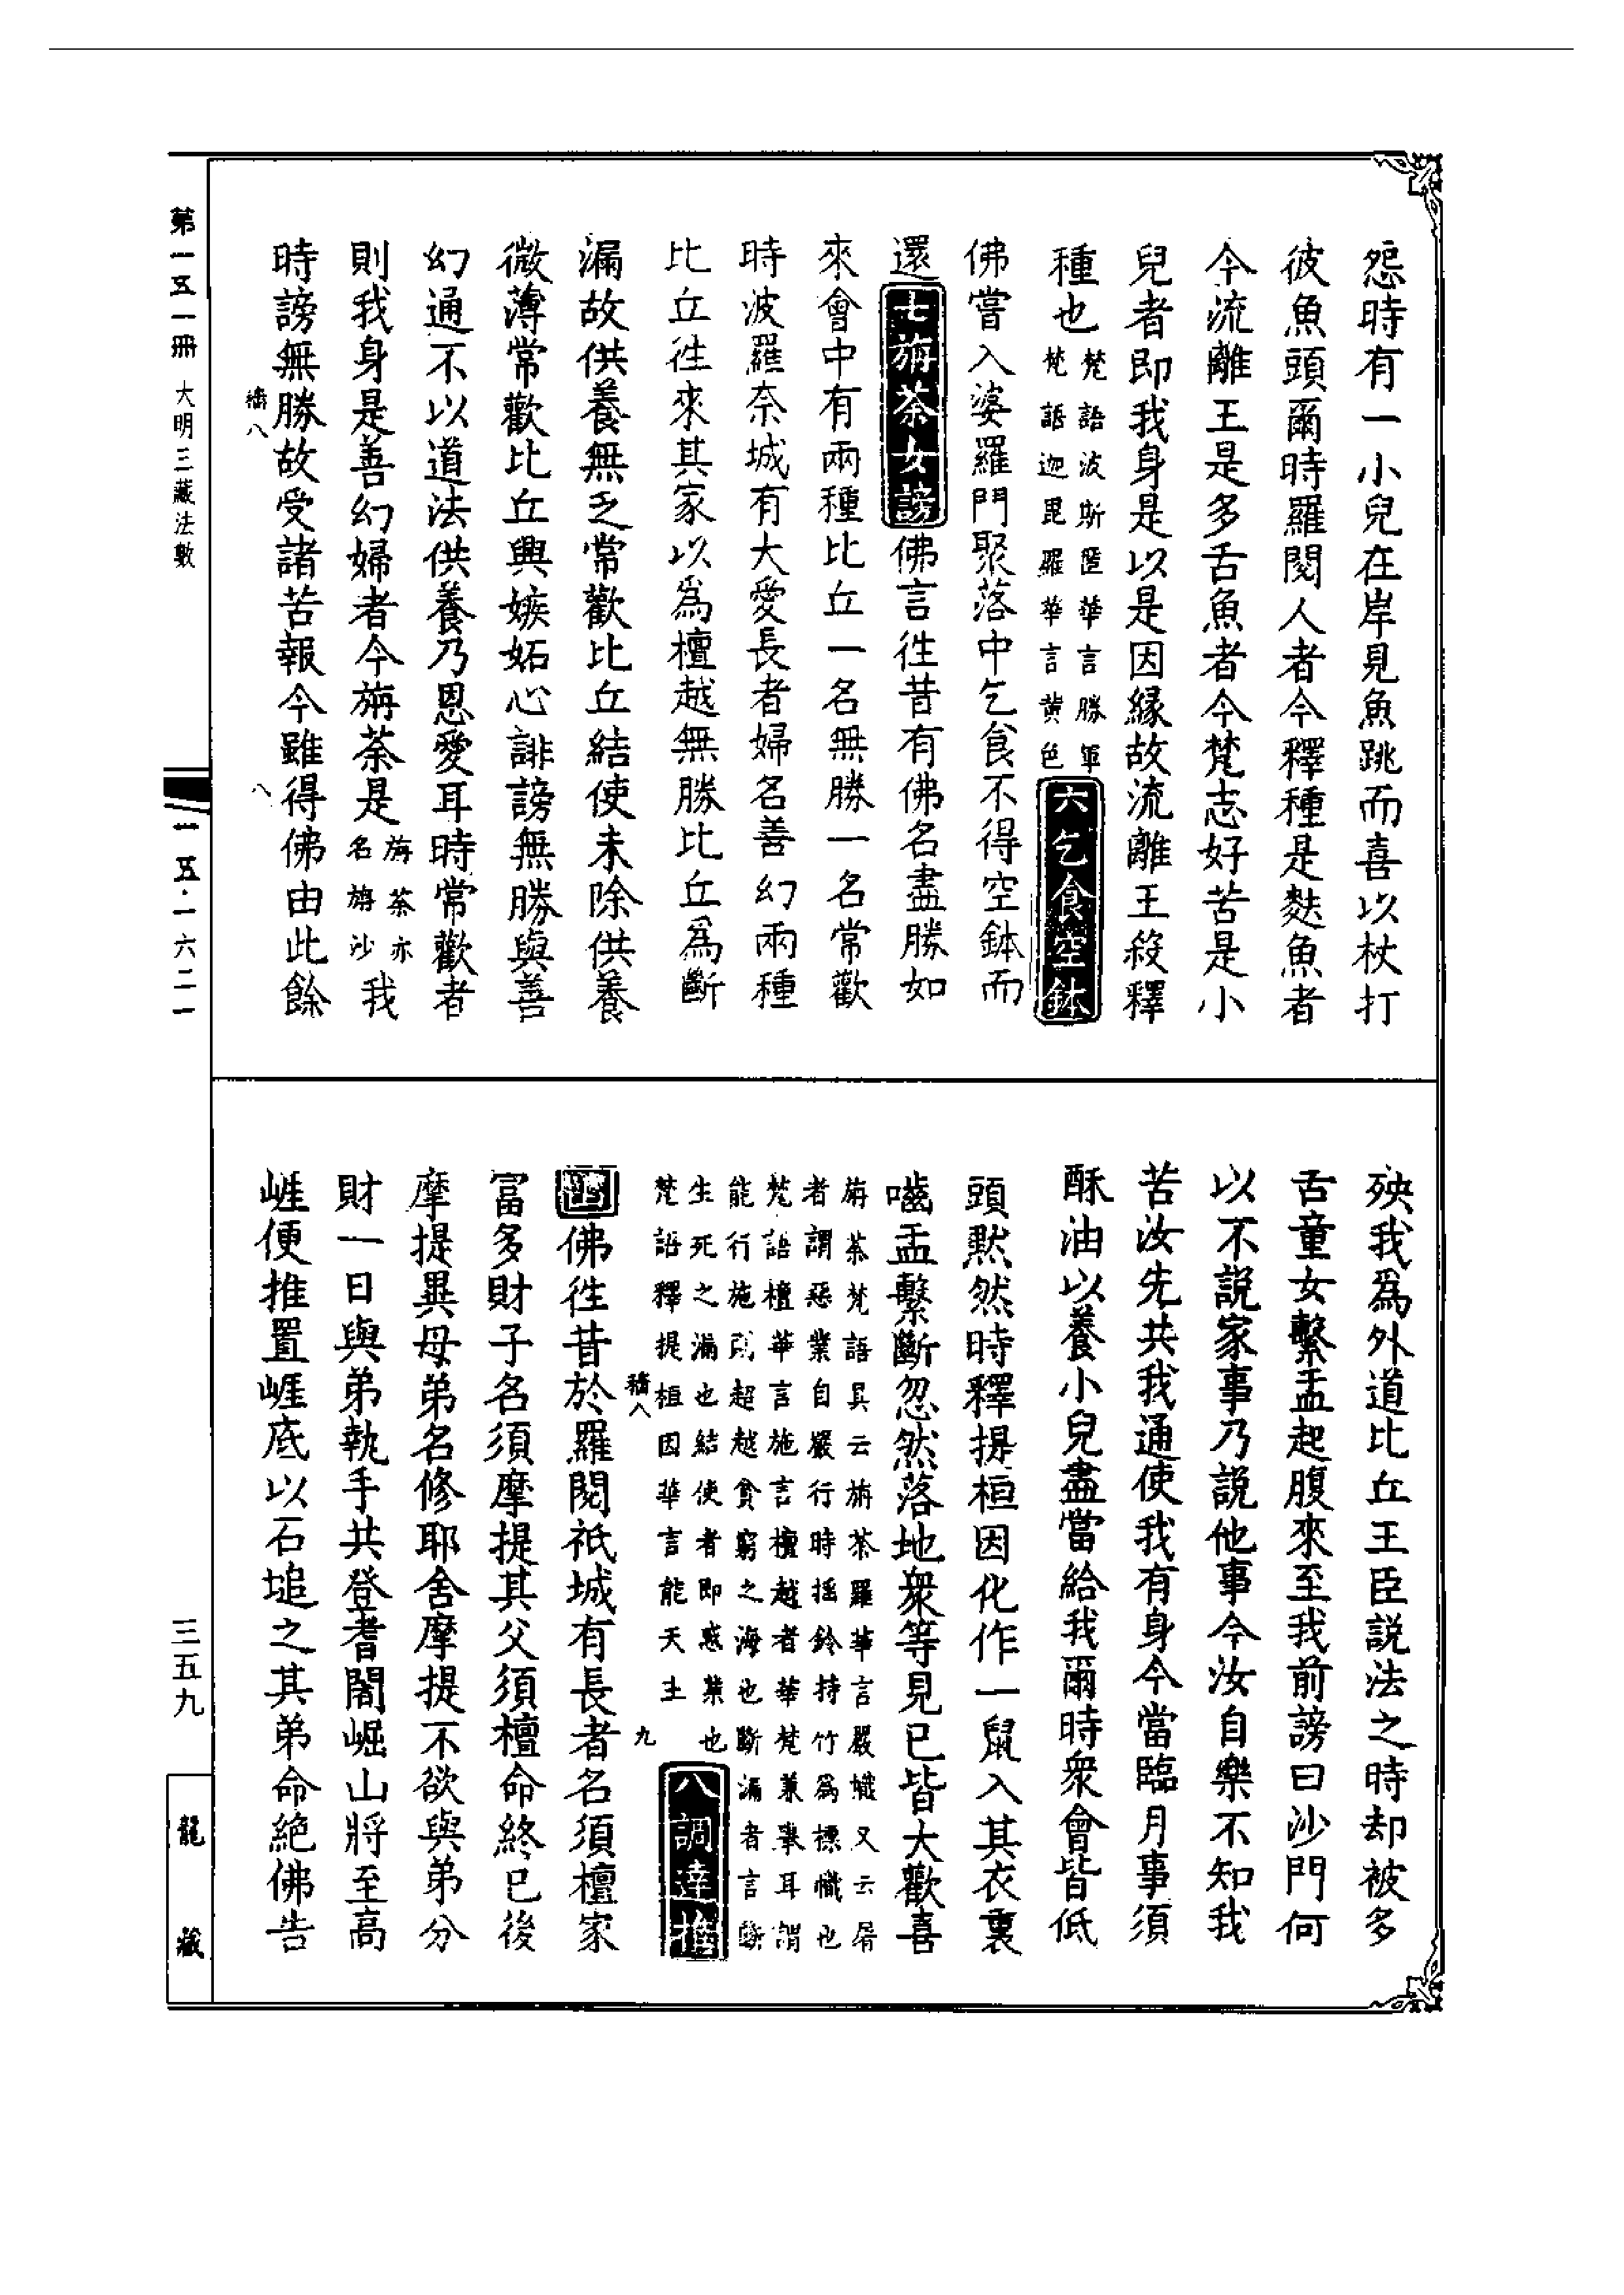 怨時有一小兒在岸見魚跳而喜以杖打
彼魚頭爾時羅閱人者今釋種是麩魚者
今流離王是多舌魚者今梵志好苦是小
兒者即我身是以是因緣故流離王殺釋
種也梵語波斯匿華言勝軍梵語迦毘羅華言黃色六乞食空鉢
佛嘗入婆羅門聚落中乞食不得空鉢而
還七旃茶女謗佛言往昔有佛名盡勝如
來會中有兩種比丘一名無勝一名常歡
時波羅奈城有大愛長者婦名善幻兩種
比丘往來其家以爲檀越無勝比丘爲斷
漏故供養無乏常歡比丘結使未除供養
微薄常歡比丘興嫉妬心誹謗無勝與善
幻通不以道法供養乃恩愛耳時常歡者
則我身是善幻婦者今旃茶是旃茶亦名旃沙我
時謗無勝故受諸苦報今雖得佛由此餘
八
八
殃我爲外道比丘王臣說法之時却被多
舌童女繫盂起腹來至我前謗曰沙門何
以不說家事乃說他事今汝自樂不知我
苦汝先共我通使我有身今當臨月事須
酥油以養小兒盡當給我爾時衆會皆低
頭默然時釋提桓因化作一鼠入其衣裏
嚙盂繫斷忽然落地衆等見已皆大歡喜
旃茶梵語具云旃茶羅華言嚴幟又云屠
者謂惡業自嚴行時搖鈴持竹爲標幟也
梵語檀華言施言檀越者華梵兼舉耳謂
能行施則超越貧窮之海也斷漏者言斷
生死之漏也結使者即惑業也
梵語釋提桓因華言能天主八調達推
佛往昔於羅閱祇城有長者名須檀家
八
九
富多財子名須摩提其父須檀命終已後
摩提異母弟名修耶舍摩提不欲與弟分
財一日與弟執手共登耆闍崛山將至高
崕便推置崕底以石塠之其弟命絕佛告
第一五一冊 大明三藏法數
一五·一六二一
三五九
龍藏